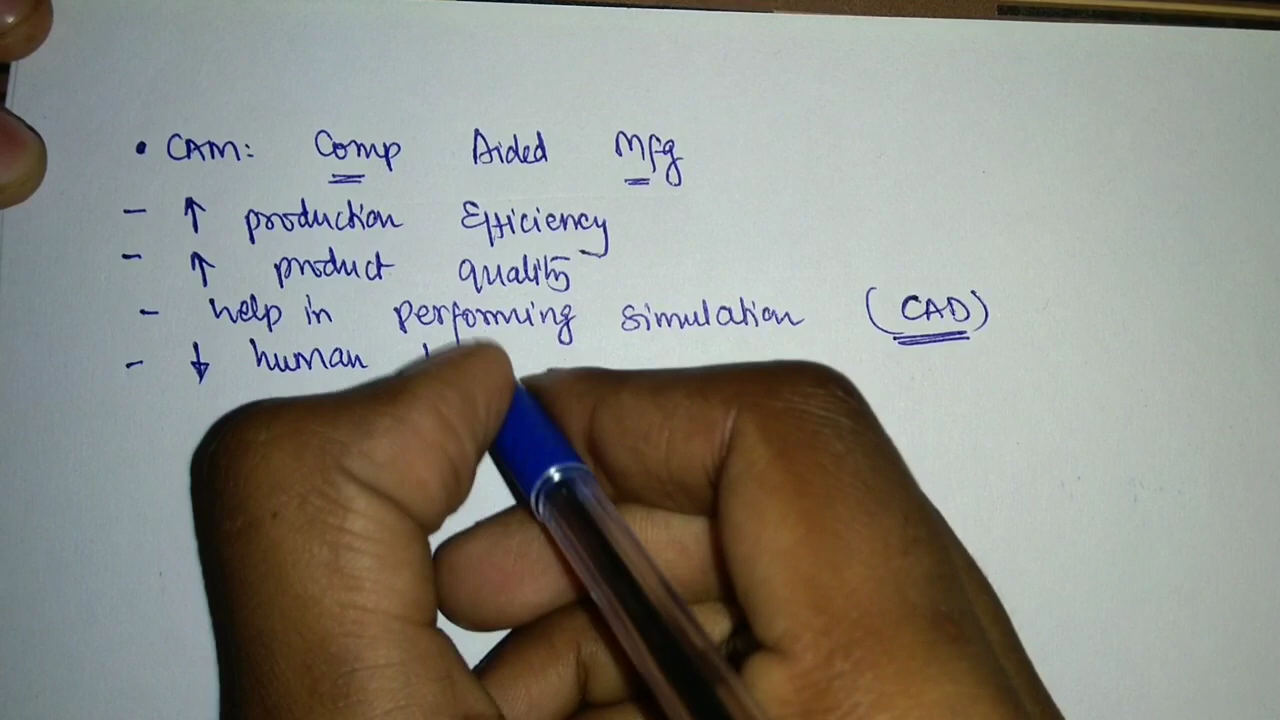 • CAM: Comp Aided Mfg
- ↑ production Efficiency
- ↑ product quality
- help in performing simulation (CAD)
- ↓ human